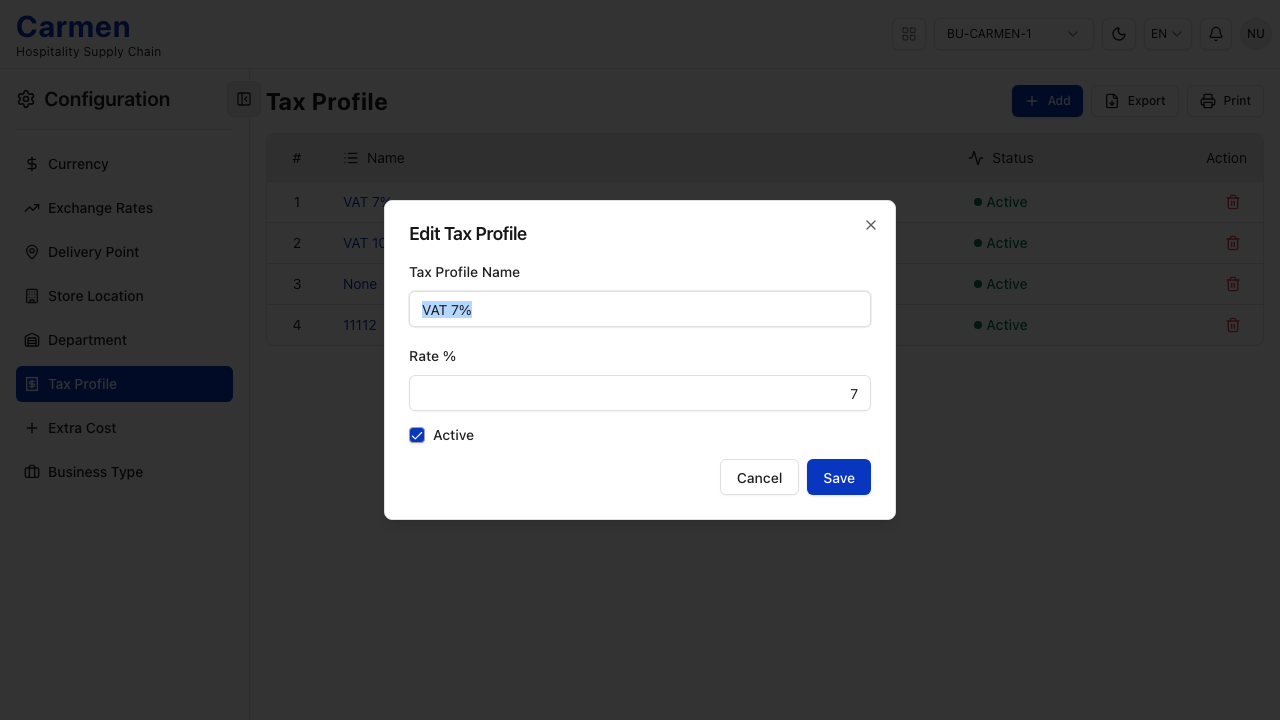 Carmen
Hospitality Supply Chain
BU-CARMEN-1
EN
NU
Configuration
Tax Profile
Add
Export
Print
Currency
Exchange Rates
Delivery Point
Store Location
Department
Tax Profile
Extra Cost
Business Type
# Name Status Action
1 VAT 7% Active
2 VAT 10 Active
3 None Active
4 11112 Active
Edit Tax Profile
Tax Profile Name
VAT 7%
Rate %
7
Active
Cancel
Save